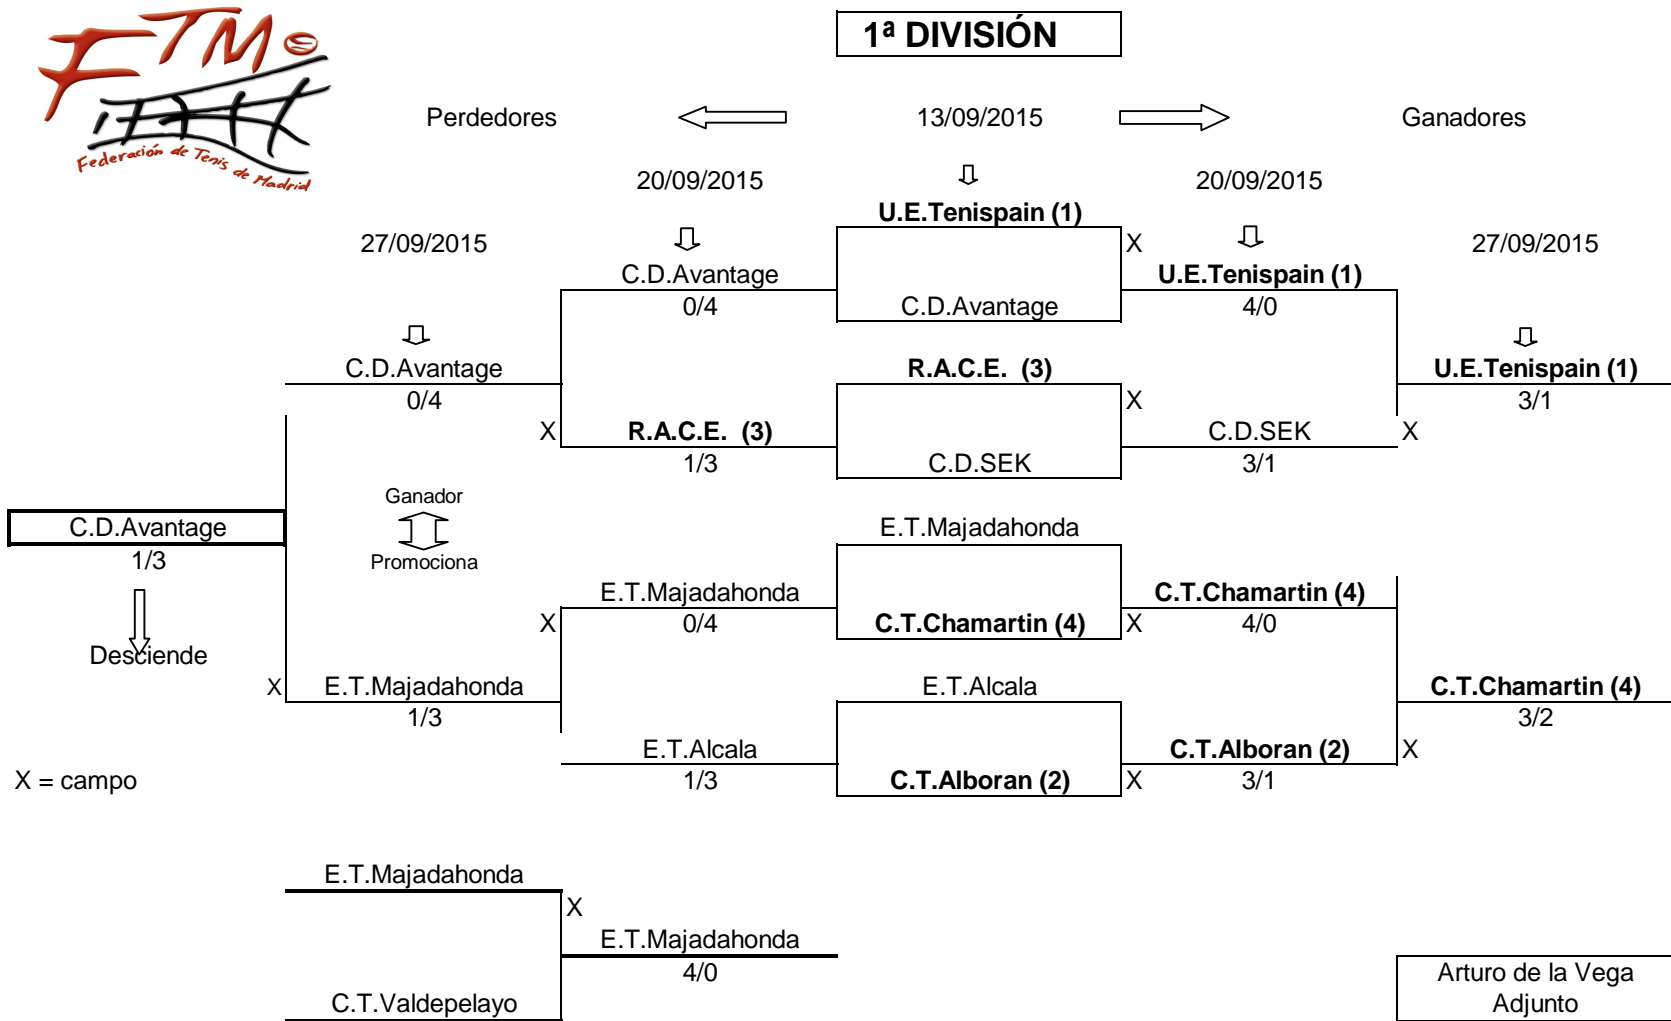 FTM
Federación de Tenis de Madrid
1ª DIVISIÓN
Perdedores
13/09/2015
Ganadores
20/09/2015
20/09/2015
U.E.Tenispain (1)
27/09/2015
X
27/09/2015
C.D.Avantage
U.E.Tenispain (1)
0/4
C.D.Avantage
4/0
C.D.Avantage
R.A.C.E. (3)
U.E.Tenispain (1)
0/4
X
3/1
X
R.A.C.E. (3)
C.D.SEK
X
1/3
C.D.SEK
3/1
Ganador
C.D.Avantage
E.T.Majadahonda
1/3
Promociona
E.T.Majadahonda
C.T.Chamartin (4)
X
0/4
C.T.Chamartin (4)
X
4/0
Desciende
X
E.T.Majadahonda
E.T.Alcala
C.T.Chamartin (4)
1/3
3/2
E.T.Alcala
C.T.Alboran (2)
X
X = campo
1/3
C.T.Alboran (2)
X
3/1
E.T.Majadahonda
X
E.T.Majadahonda
4/0
C.T.Valdepelayo
Arturo de la Vega
Adjunto